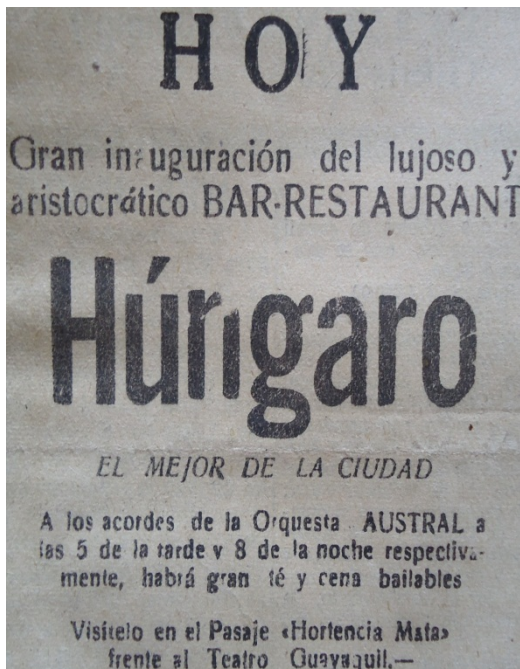 HOY
Gran inauguración del lujoso y
aristocrático BAR-RESTAURANT
Húngaro
EL MEJOR DE LA CIUDAD
A los acordes de la Orquesta AUSTRAL a
las 5 de la tarde y 8 de la noche respectiva-
mente, habrá gran té y cena bailables
Visítelo en el Pasaje «Hortencia Mata»
frente al Teatro Guayaquil.—